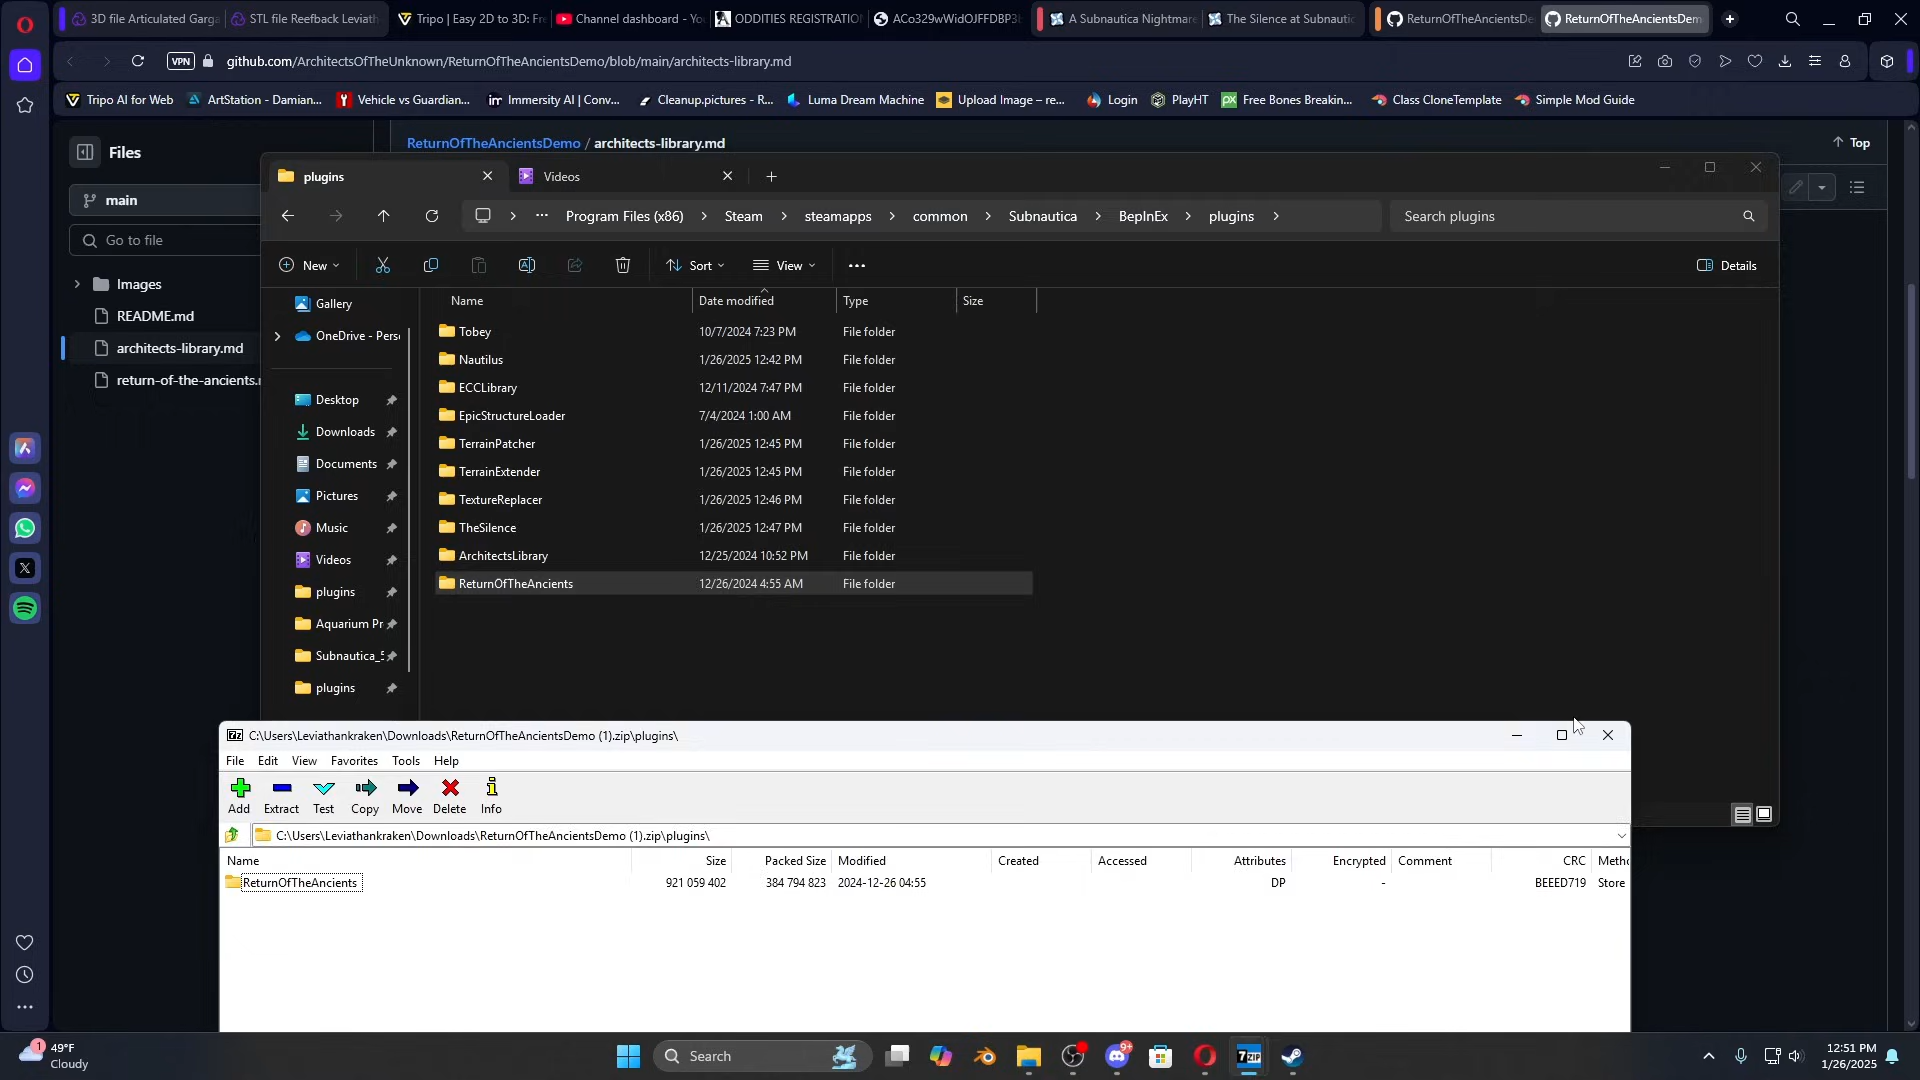 3D file Articulated Garga
STL file Reefback Leviath
Tripo | Easy 2D to 3D: Fr
Channel dashboard - Yo
ODDITIES REGISTRATIO
ACo329wWidOJFFDBP3
A Subnautica Nightmare
The Silence at Subnautic
ReturnOfTheAncientsDe
ReturnOfTheAncientsDem
VPN
github.com/ArchitectsOfTheUnknown/ReturnOfTheAncientsDemo/blob/main/architects-library.md
Tripo AI for Web
ArtStation - Damian...
Vehicle vs Guardian...
Immersity AI | Conv...
Cleanup.pictures - R...
Luma Dream Machine
Upload Image – re...
Login
PlayHT
Free Bones Breakin...
Class CloneTemplate
Simple Mod Guide
Files
ReturnOfTheAncientsDemo / architects-library.md
Top
main
Go to file
Images
README.md
architects-library.md
return-of-the-ancients.
plugins
Videos
Program Files (x86) > Steam > steamapps > common > Subnautica > BepInEx > plugins >
Search plugins
New
Sort
View
Details
Gallery
OneDrive - Perso
Desktop
Downloads
Documents
Pictures
Music
Videos
plugins
Aquarium Pr
Subnautica_5
plugins
Name Date modified Type Size
Tobey 10/7/2024 7:23 PM File folder
Nautilus 1/26/2025 12:42 PM File folder
ECCLibrary 12/11/2024 7:47 PM File folder
EpicStructureLoader 7/4/2024 1:00 AM File folder
TerrainPatcher 1/26/2025 12:45 PM File folder
TerrainExtender 1/26/2025 12:45 PM File folder
TextureReplacer 1/26/2025 12:46 PM File folder
TheSilence 1/26/2025 12:47 PM File folder
ArchitectsLibrary 12/25/2024 10:52 PM File folder
ReturnOfTheAncients 12/26/2024 4:55 AM File folder
7z C:\Users\Leviathankraken\Downloads\ReturnOfTheAncientsDemo (1).zip\plugins\
File Edit View Favorites Tools Help
Add Extract Test Copy Move Delete Info
C:\Users\Leviathankraken\Downloads\ReturnOfTheAncientsDemo (1).zip\plugins\
Name Size Packed Size Modified Created Accessed Attributes Encrypted Comment CRC Metho
ReturnOfTheAncients 921 059 402 384 794 823 2024-12-26 04:55 DP - BEEED719 Store
1
49°F
Cloudy
Search
9+
7ZIP
12:51 PM
1/26/2025